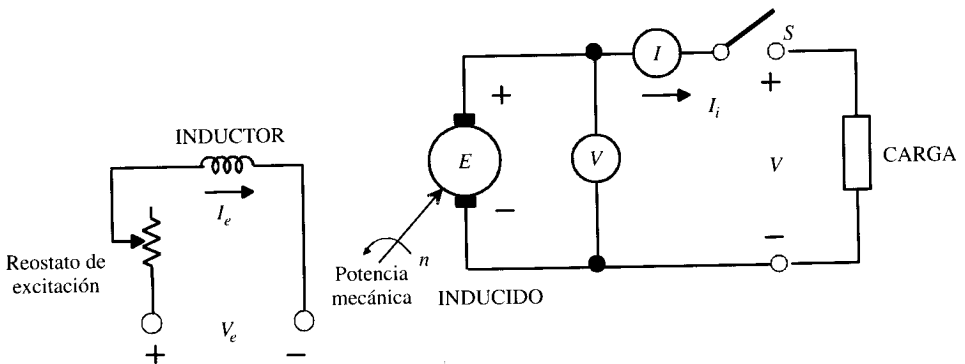 S
I
+
I_i
+
INDUCTOR
E
V
V
CARGA
I_e
−
Reostato de
excitación
n
Potencia
mecánica
INDUCIDO
−
V_e
+
−